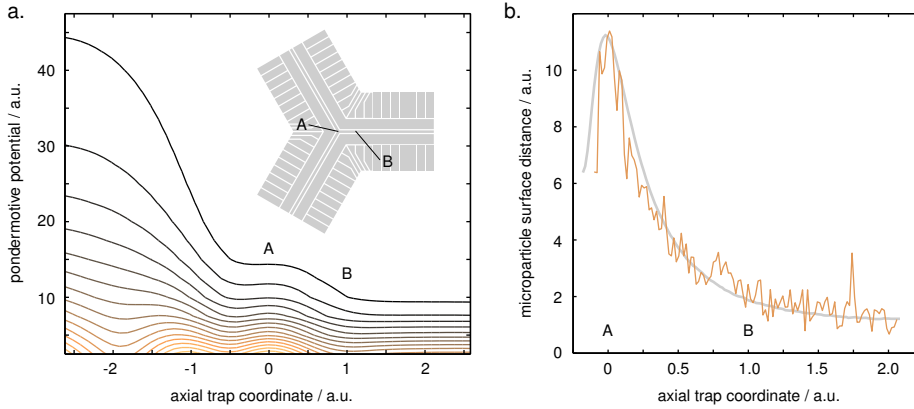 a.
pondermotive potential / a.u.
40
30
20
10
A
B
A
B
-2
-1
0
1
2
axial trap coordinate / a.u.
b.
microparticle surface distance / a.u.
10
8
6
4
2
0
A
B
0
0.5
1.0
1.5
2.0
axial trap coordinate / a.u.